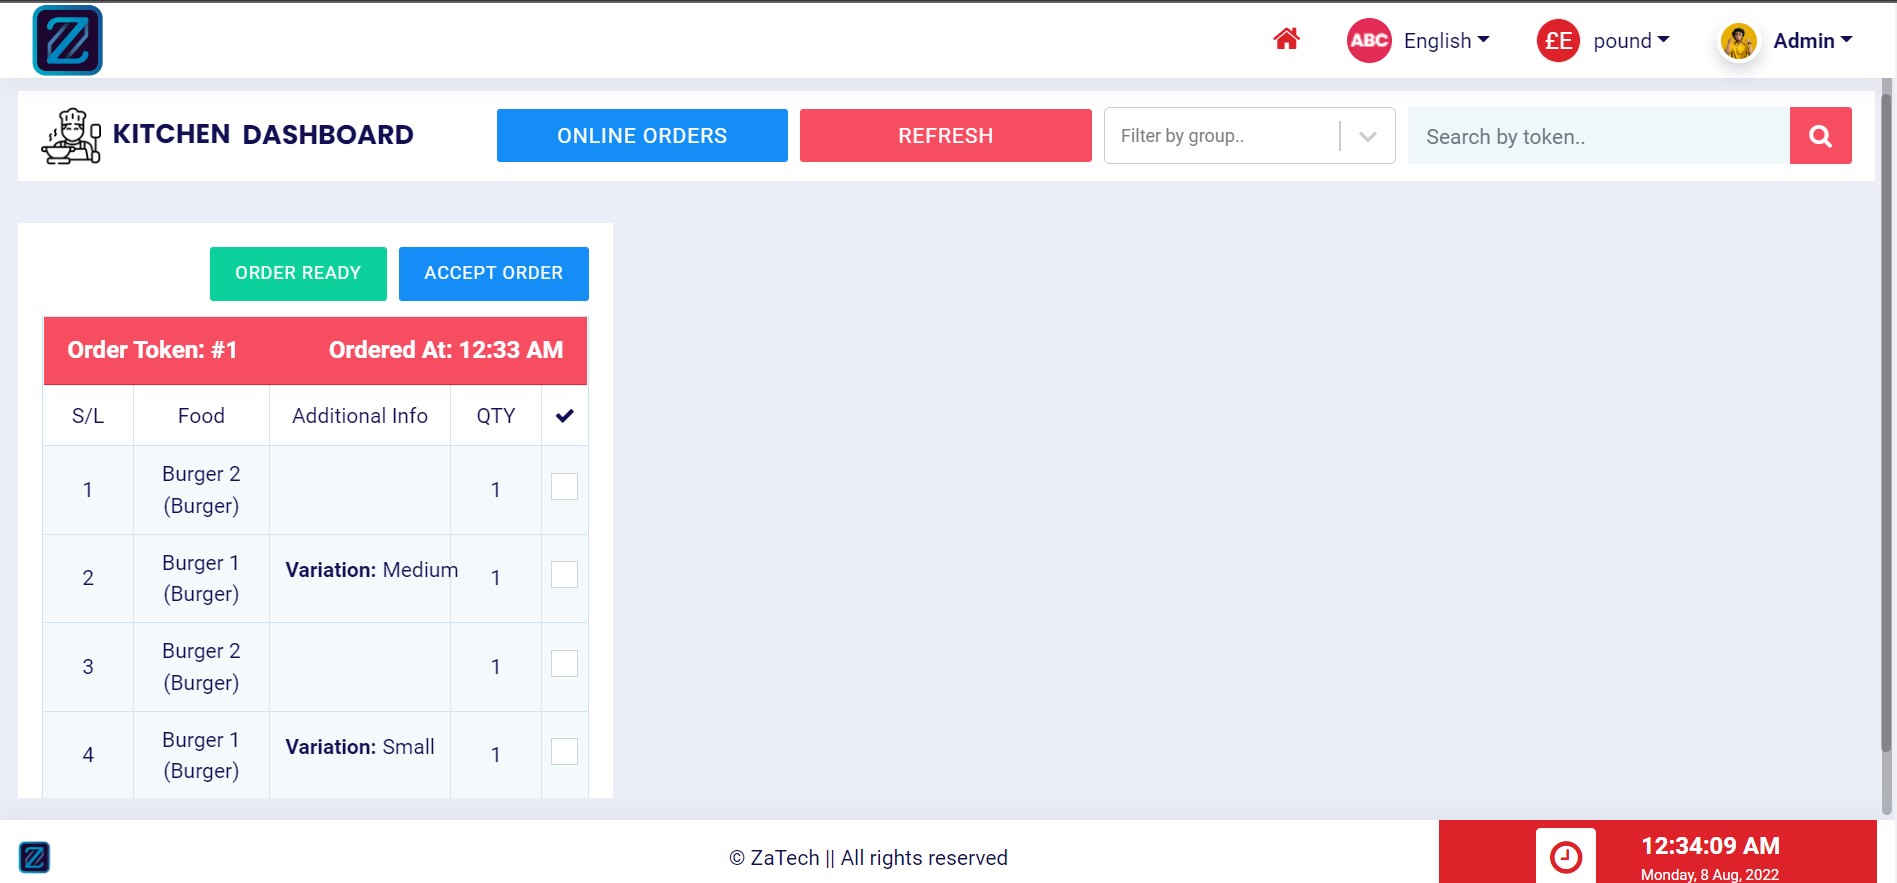 Z
ABC English
£E pound
Admin
KITCHEN DASHBOARD
ONLINE ORDERS
REFRESH
Filter by group..
Search by token..
ORDER READY
ACCEPT ORDER
Order Token: #1 Ordered At: 12:33 AM
S/L Food Additional Info QTY
1 Burger 2 (Burger) 1
2 Burger 1 (Burger) Variation: Medium 1
3 Burger 2 (Burger) 1
4 Burger 1 (Burger) Variation: Small 1
Z
© ZaTech || All rights reserved
12:34:09 AM
Monday, 8 Aug, 2022